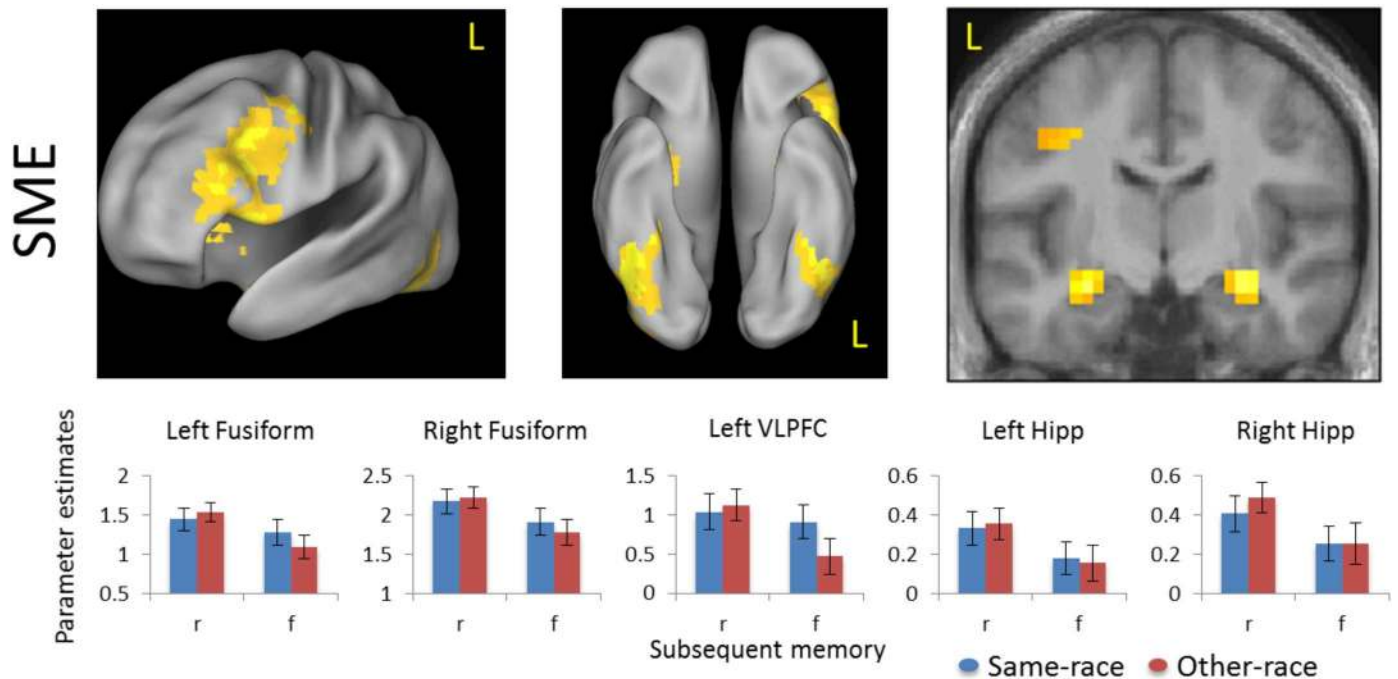 SME
L
L
L
Parameter estimates
Left Fusiform
2
1.5
1
0.5
r f
Right Fusiform
2.5
2
1.5
1
r f
Left VLPFC
1.5
1
0.5
0
r f
Left Hipp
0.6
0.4
0.2
0
r f
Right Hipp
0.6
0.4
0.2
0
r f
Subsequent memory
Same-race Other-race